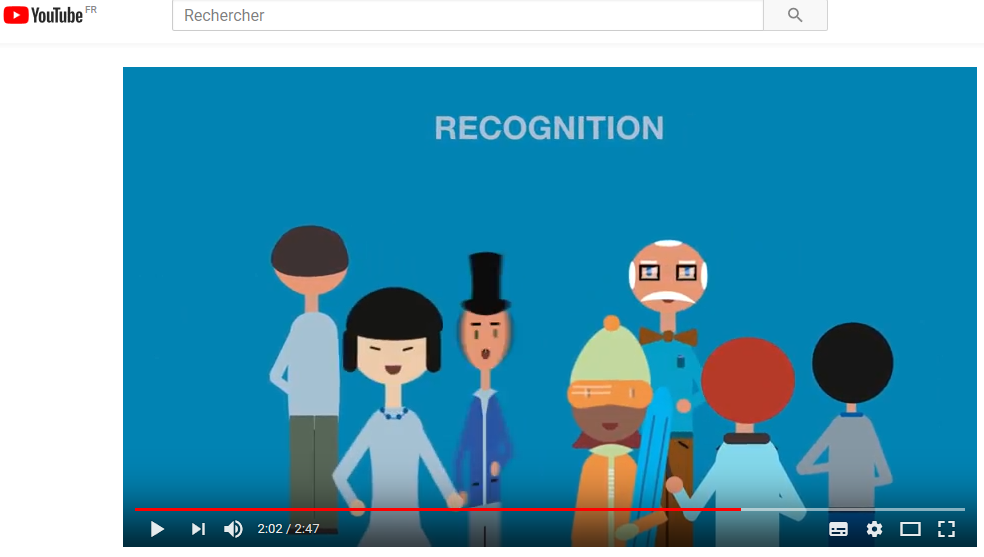 YouTube FR
Rechercher
RECOGNITION
2:02 / 2:47